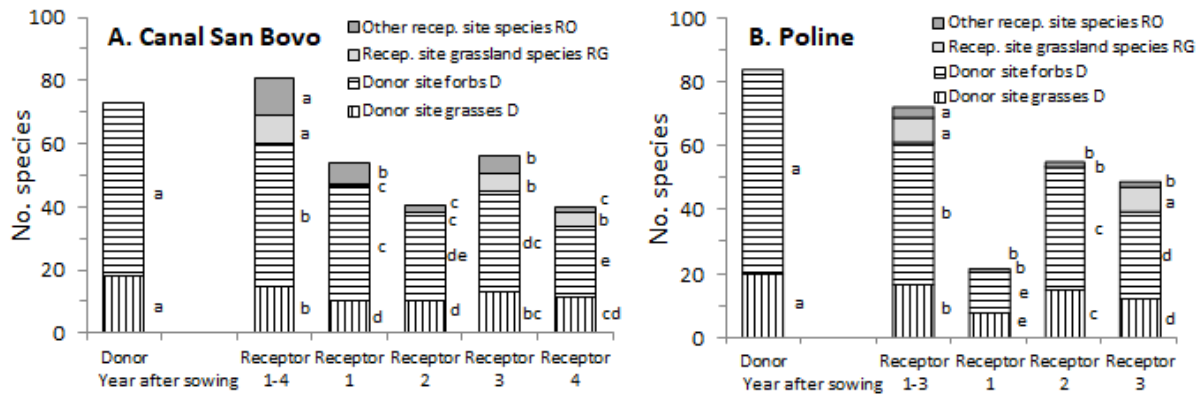 A. Canal San Bovo
Other recep. site species RO
Recep. site grassland species RG
Donor site forbs D
Donor site grasses D
No. species
100
80
60
40
20
0
a
a
a
a
b
b
b
c
c
d
c
c
de
d
b
b
dc
bc
c
b
e
cd
Donor Receptor Receptor Receptor Receptor Receptor
Year after sowing 1-4 1 2 3 4
B. Poline
Other recep. site species RO
Recep. site grassland species RG
Donor site forbs D
Donor site grasses D
No. species
100
80
60
40
20
0
a
a
a
a
b
b
b
b
e
e
b
b
c
c
b
a
d
d
Donor Receptor Receptor Receptor Receptor
Year after sowing 1-3 1 2 3